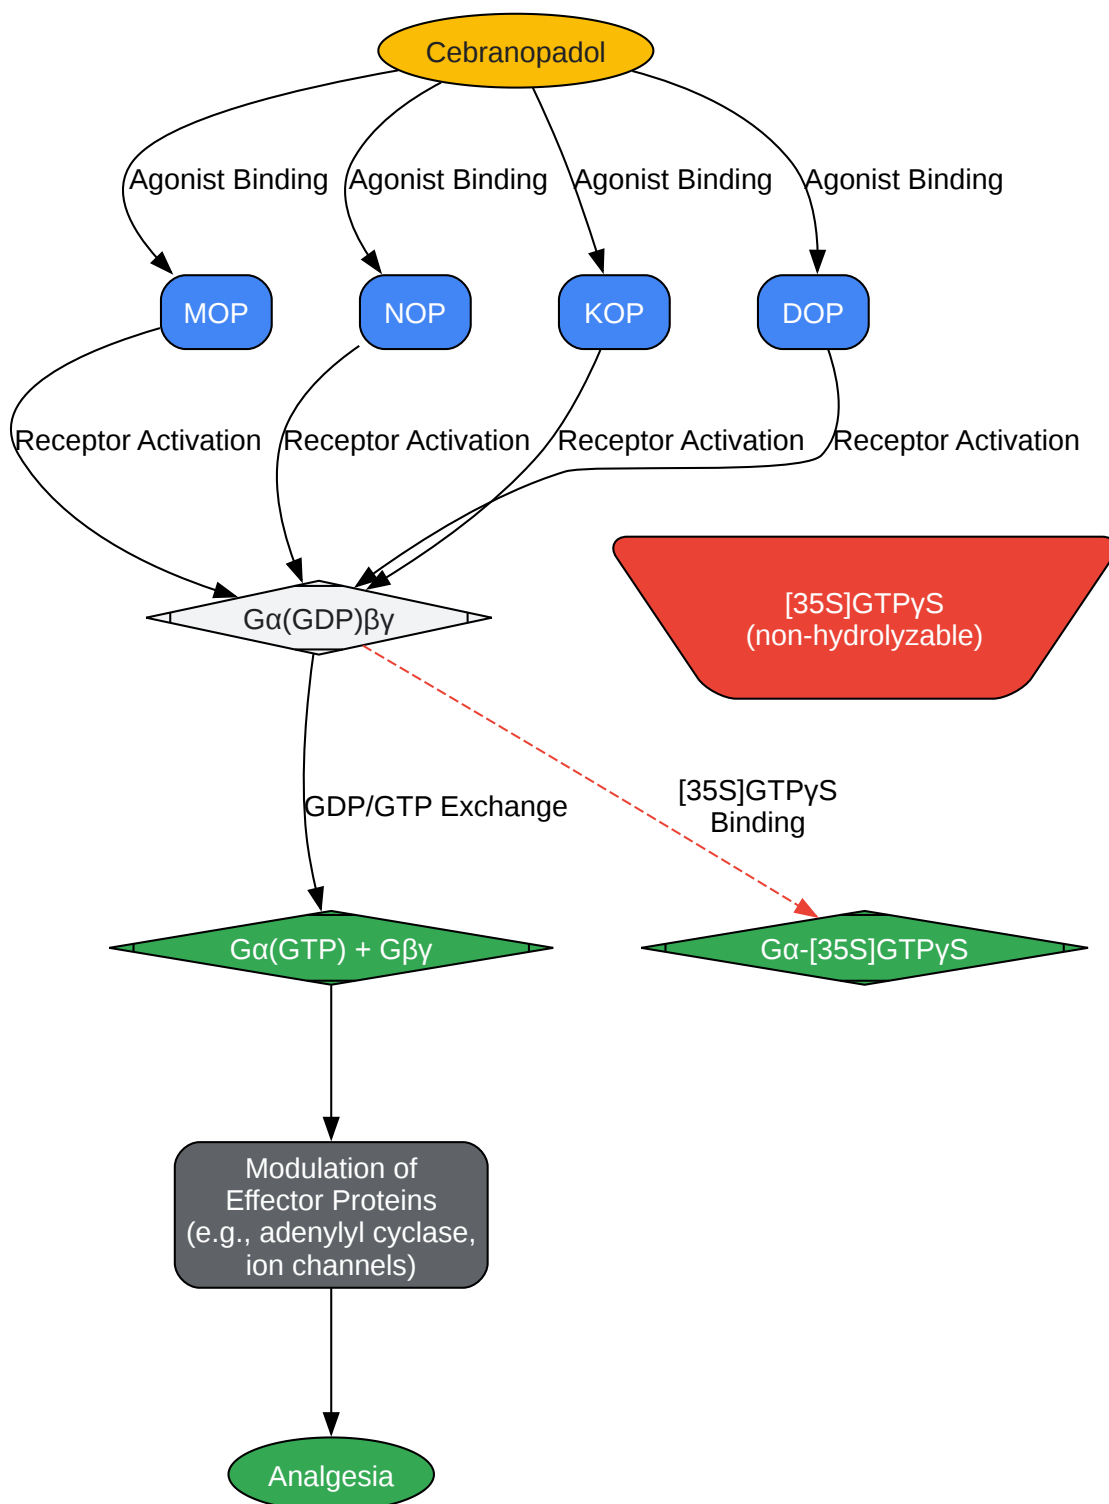 Cebranopadol
Agonist Binding
Agonist Binding
Agonist Binding
Agonist Binding
MOP
NOP
KOP
DOP
Receptor Activation
Receptor Activation
Receptor Activation
Receptor Activation
[35S]GTPγS
(non-hydrolyzable)
Gα(GDP)βγ
[35S]GTPγS
Binding
GDP/GTP Exchange
Gα(GTP) + Gβγ
Gα-[35S]GTPγS
Modulation of
Effector Proteins
(e.g., adenylyl cyclase,
ion channels)
Analgesia